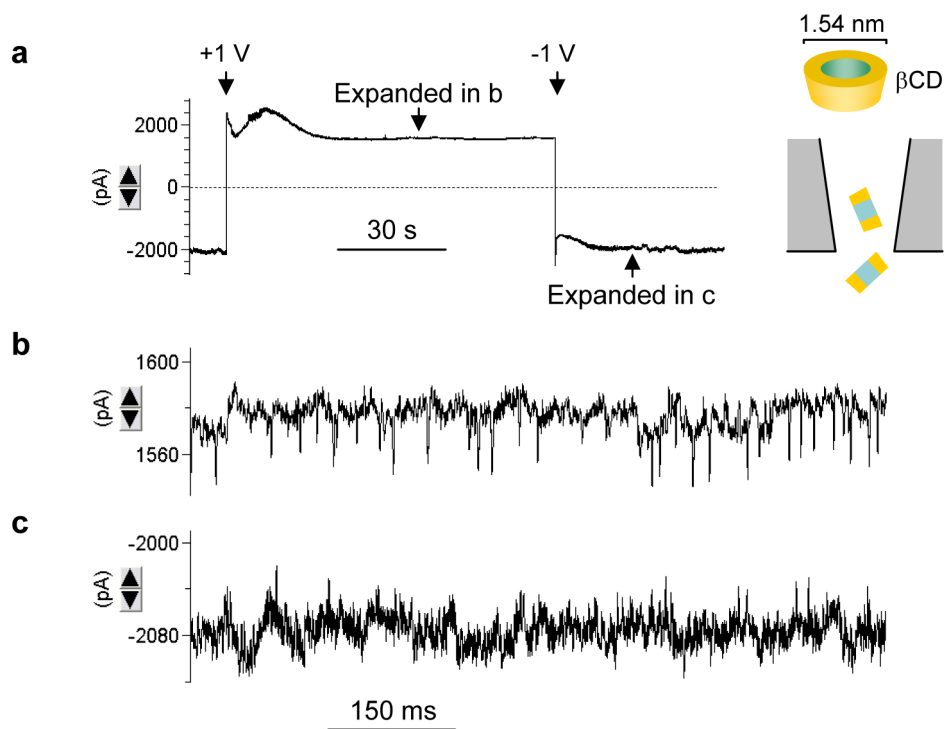 a
+1 V
-1 V
1.54 nm
βCD
Expanded in b
2000
0
-2000
(pA)
30 s
Expanded in c
b
1600
1560
(pA)
c
-2000
-2080
(pA)
150 ms